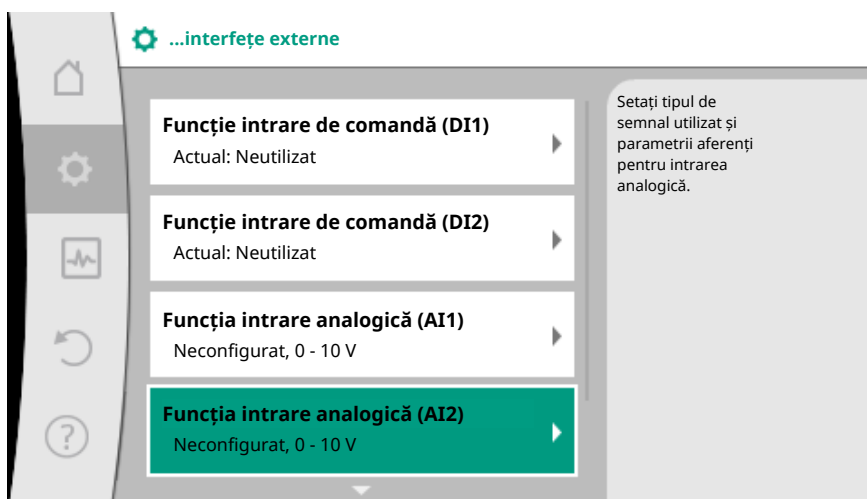 ...interfețe externe
Funcție intrare de comandă (DI1)
Actual: Neutilizat
Funcție intrare de comandă (DI2)
Actual: Neutilizat
Funcția intrare analogică (AI1)
Neconfigurat, 0 - 10 V
Funcția intrare analogică (AI2)
Neconfigurat, 0 - 10 V
Setați tipul de
semnal utilizat și
parametrii aferenți
pentru intrarea
analogică.
?